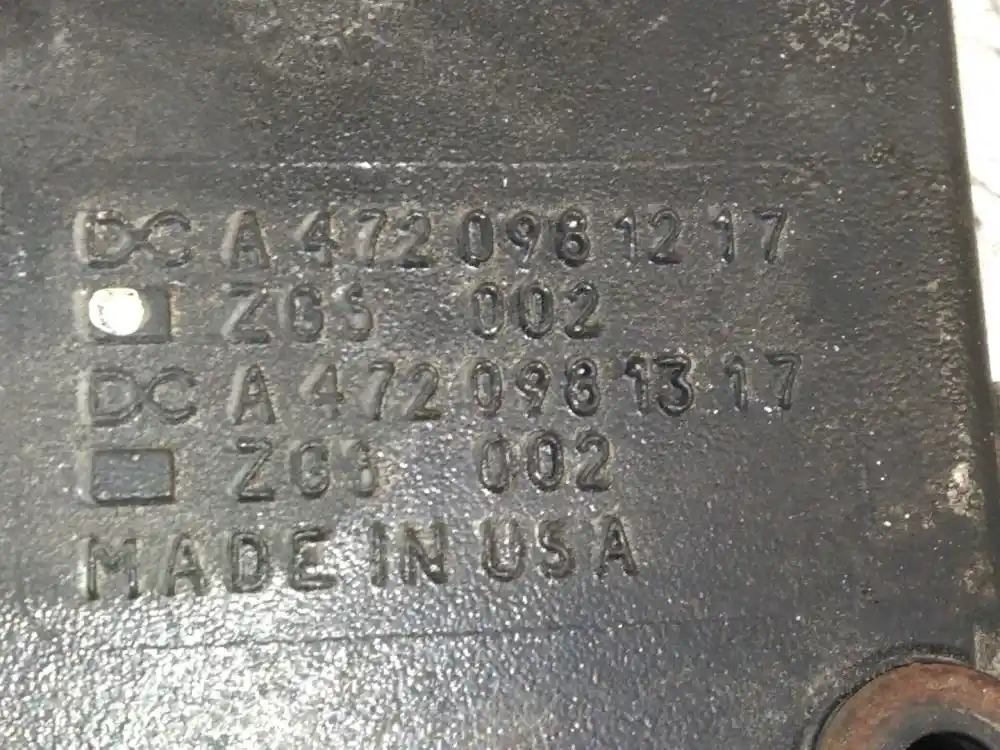 DC A 472 098 12 17
ZGS 002
DC A 472 098 13 17
ZGS 002
MADE IN USA